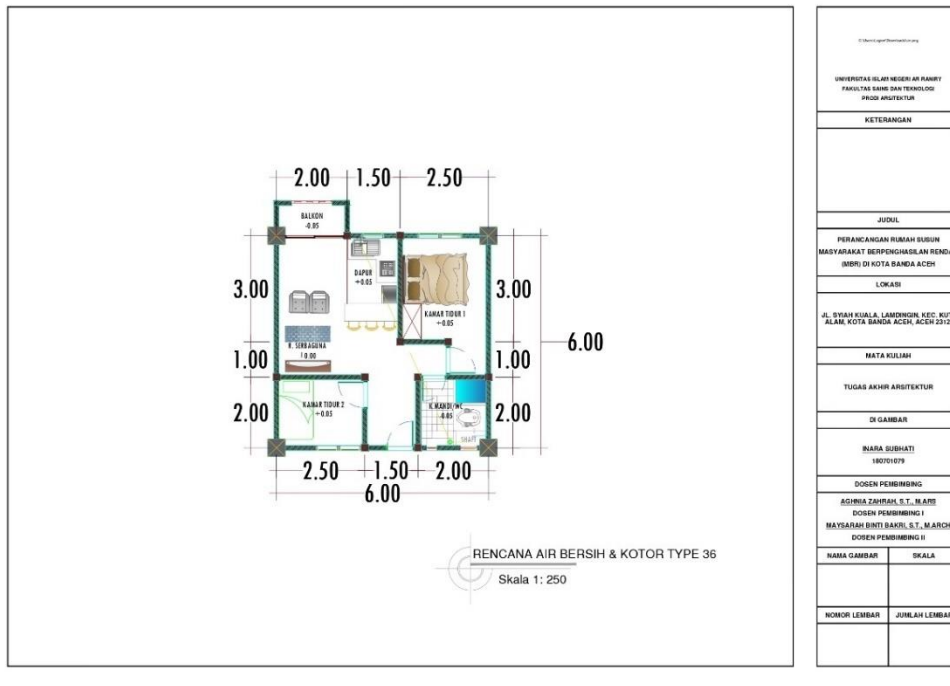 2.00 1.50 2.50
BALKON
-0.05
DAPUR
+0.05
3.00
3.00
KAMAR TIDUR 1
+0.05
6.00
R. SERBAGUNA
0.00
1.00
1.00
2.00
KAMAR TIDUR 2
+0.05
K.MANDI/WC
-0.05
2.00
SHAFT
2.50 1.50 2.00
6.00
RENCANA AIR BERSIH & KOTOR TYPE 36
Skala 1: 250
UNIVERSITAS ISLAM NEGERI AR RANIRY
FAKULTAS SAINS DAN TEKNOLOGI
PRODI ARSITEKTUR
KETERANGAN
JUDUL
PERANCANGAN RUMAH SUSUN
MASYARAKAT BERPENGHASILAN RENDA
(MBR) DI KOTA BANDA ACEH
LOKASI
JL. SYIAH KUALA, LAMDINGIN, KEC. KUT
ALAM, KOTA BANDA ACEH, ACEH 2312
MATA KULIAH
TUGAS AKHIR ARSITEKTUR
DI GAMBAR
INARA SUBHATI
180701079
DOSEN PEMBIMBING
AGHNIA ZAHRAH, S.T., M.ARS
DOSEN PEMBIMBING I
MAYSARAH BINTI BAKRI, S.T., M.ARCH
DOSEN PEMBIMBING II
NAMA GAMBAR SKALA
NOMOR LEMBAR JUMLAH LEMBAR